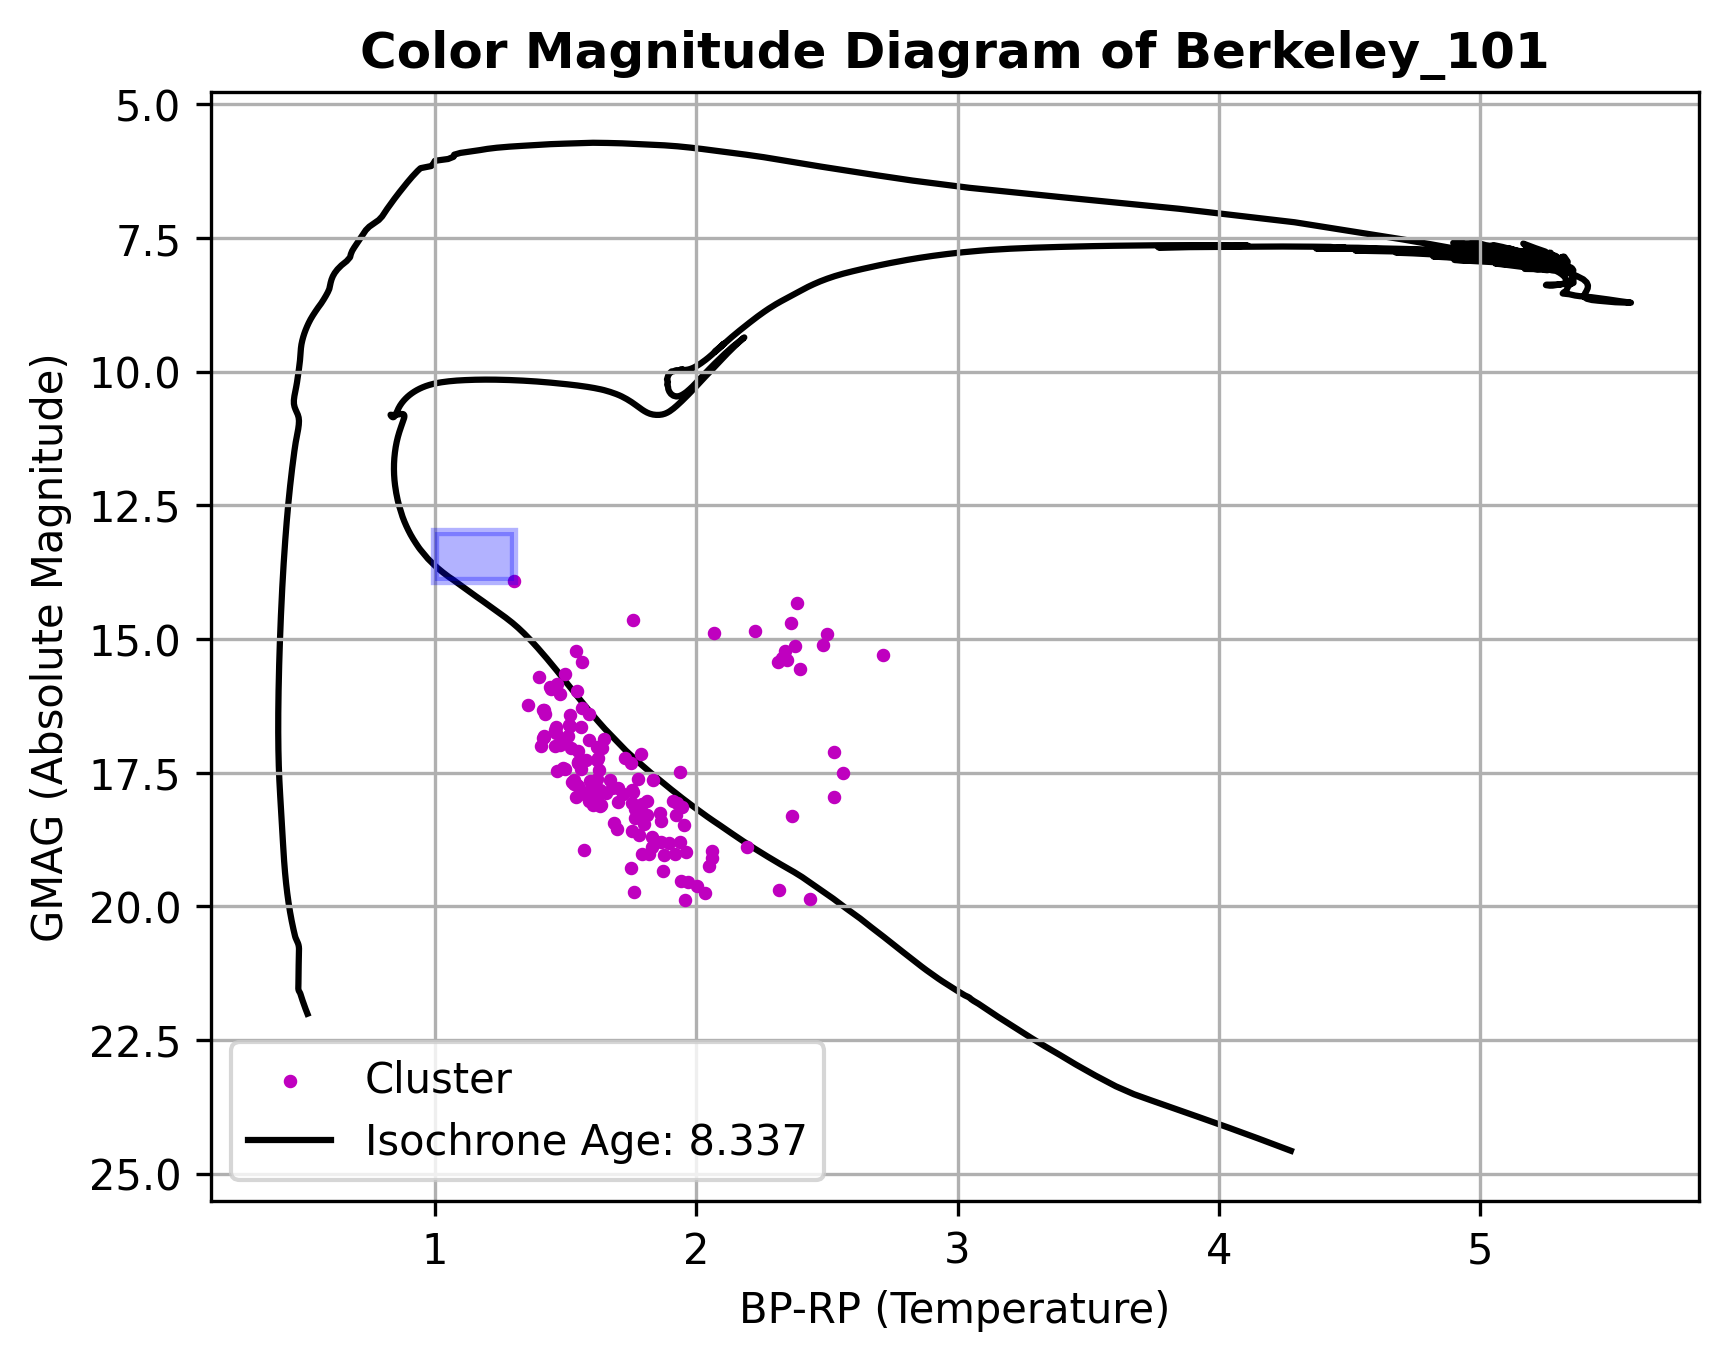 Color Magnitude Diagram of Berkeley_101
GMAG (Absolute Magnitude)
5.0
7.5
10.0
12.5
15.0
17.5
20.0
22.5
25.0
Cluster
Isochrone Age: 8.337
1 2 3 4 5
BP-RP (Temperature)